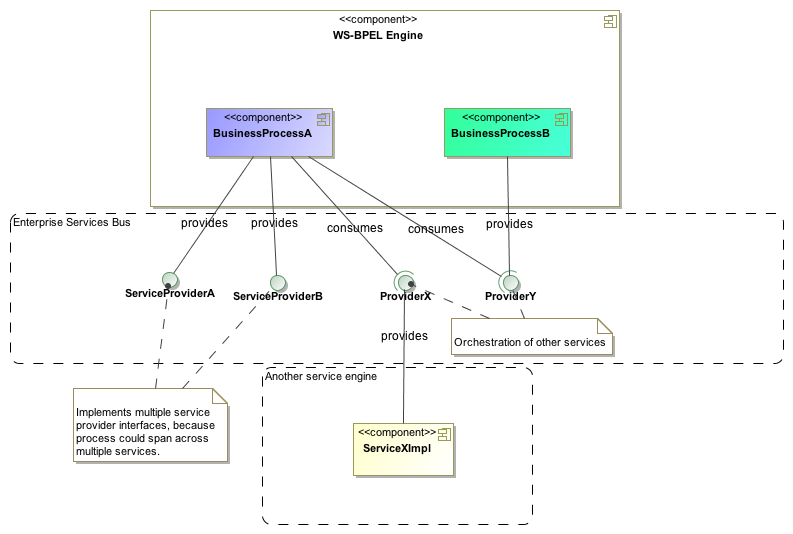 <<component>>
WS-BPEL Engine
<<component>>
BusinessProcessA
<<component>>
BusinessProcessB
Enterprise Services Bus
provides
provides
consumes
consumes
provides
ServiceProviderA
ServiceProviderB
ProviderX
ProviderY
provides
Orchestration of other services
Another service engine
Implements multiple service
provider interfaces, because
process could span across
multiple services.
<<component>>
ServiceXImpl